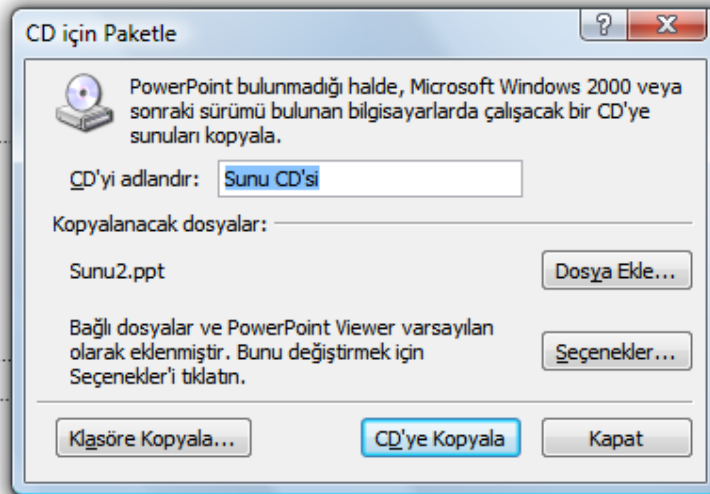 CD için Paketle
PowerPoint bulunmadığı halde, Microsoft Windows 2000 veya
sonraki sürümü bulunan bilgisayarlarda çalışacak bir CD'ye
sunuları kopyala.
CD'yi adlandır: Sunu CD'si
Kopyalanacak dosyalar:
Sunu2.ppt Dosya Ekle...
Bağlı dosyalar ve PowerPoint Viewer varsayılan
olarak eklenmiştir. Bunu değiştirmek için
Seçenekler'i tıklatın.
Seçenekler...
Klasöre Kopyala... CD'ye Kopyala Kapat